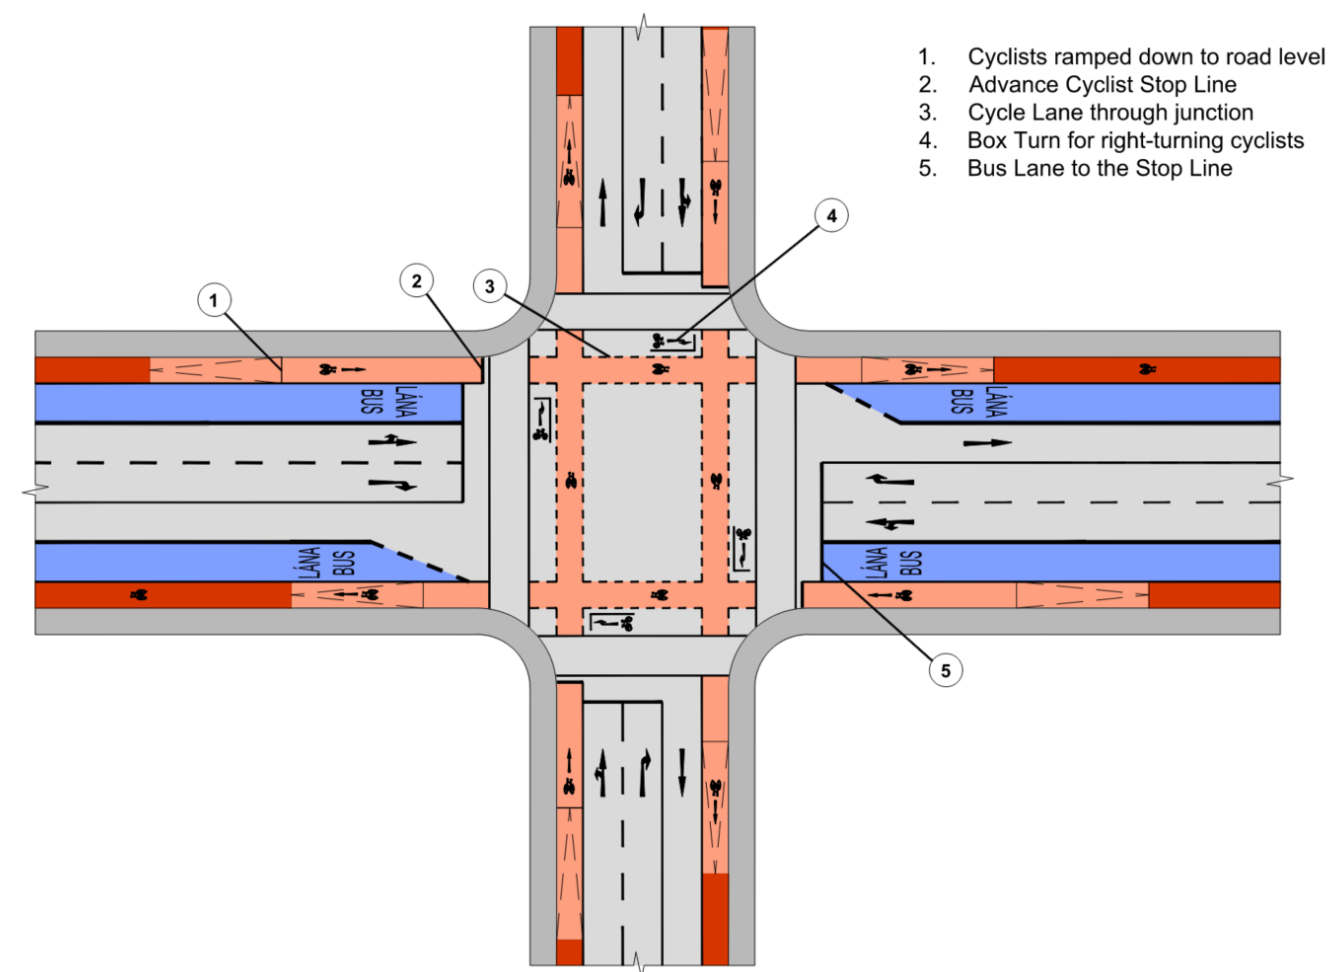 1. Cyclists ramped down to road level
2. Advance Cyclist Stop Line
3. Cycle Lane through junction
4. Box Turn for right-turning cyclists
5. Bus Lane to the Stop Line
4
2
3
1
LÁNA
BUS
LÁNA
BUS
LÁNA
BUS
LÁNA
BUS
5